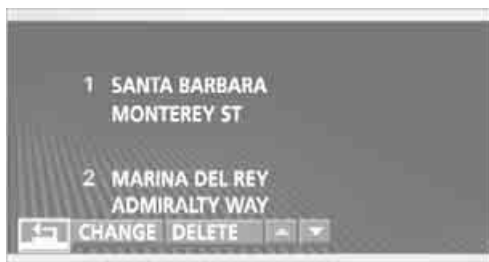 1 SANTA BARBARA
MONTEREY ST
2 MARINA DEL REY
ADMIRALTY WAY
CHANGE DELETE